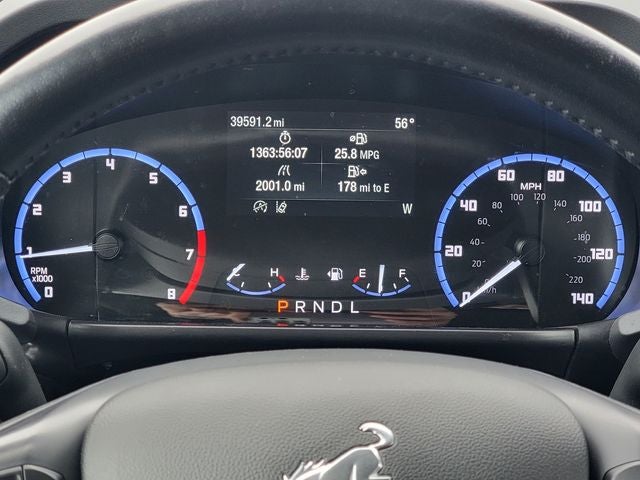 39591.2 mi 56°
1363:56:07 25.8 MPG
2001.0 mi 178 mi to E
W
0 1 2 3 4 5 6 7 8
RPM
x1000
C H E F
P R N D L
0 20 40 60 80 100 120 140
MPH
20 40 60 80 100 120 140 160 180 200 220